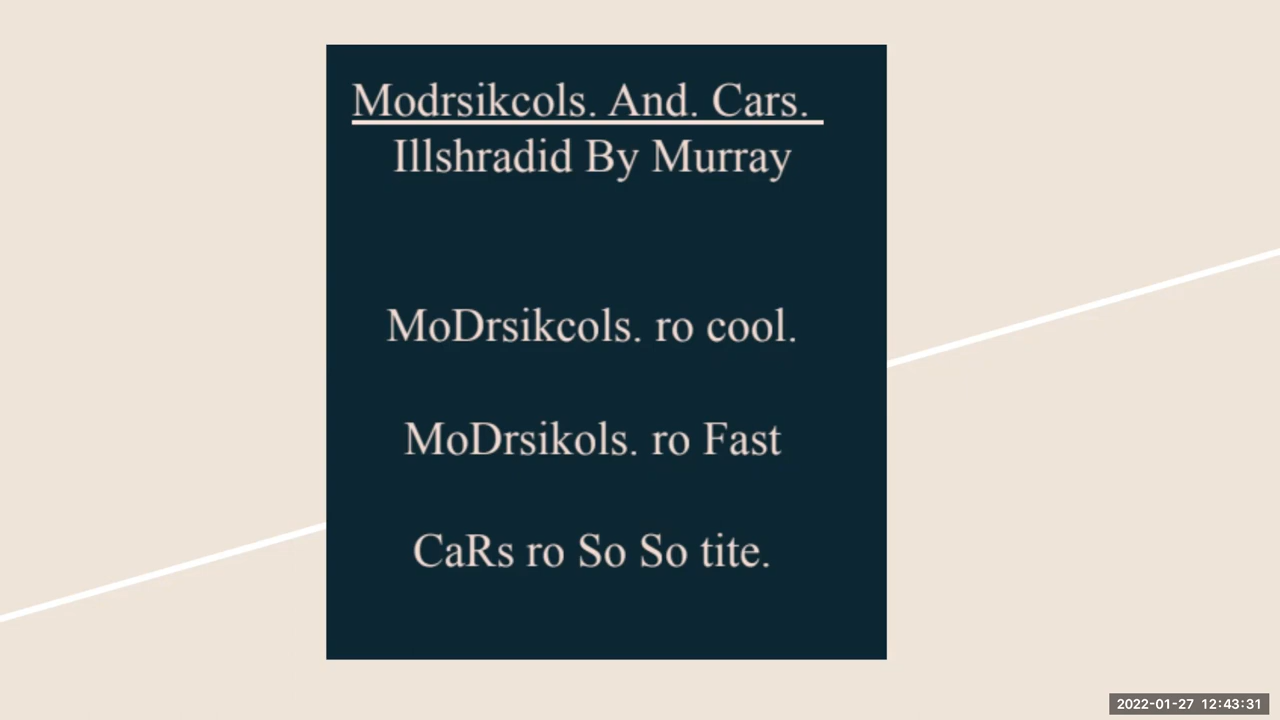 Modrsikcols. And. Cars.
Illshradid By Murray
MoDrsikcols. ro cool.
MoDrsikols. ro Fast
CaRs ro So So tite.
2022-01-27 12:43:31